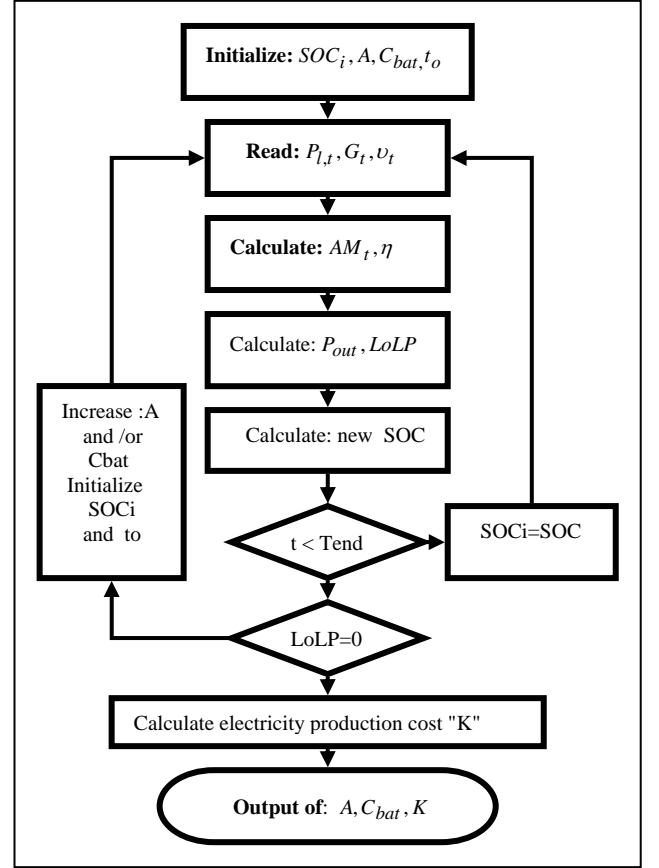 Initialize: SOC_i, A, C_bat, t_o
Read: P_l,t, G_t, υ_t
Calculate: AM_t, η
Calculate: P_out, LoLP
Increase :A
and /or
Cbat
Initialize
SOCi
and to
Calculate: new SOC
t < Tend
SOCi=SOC
LoLP=0
Calculate electricity production cost "K"
Output of: A, C_bat, K